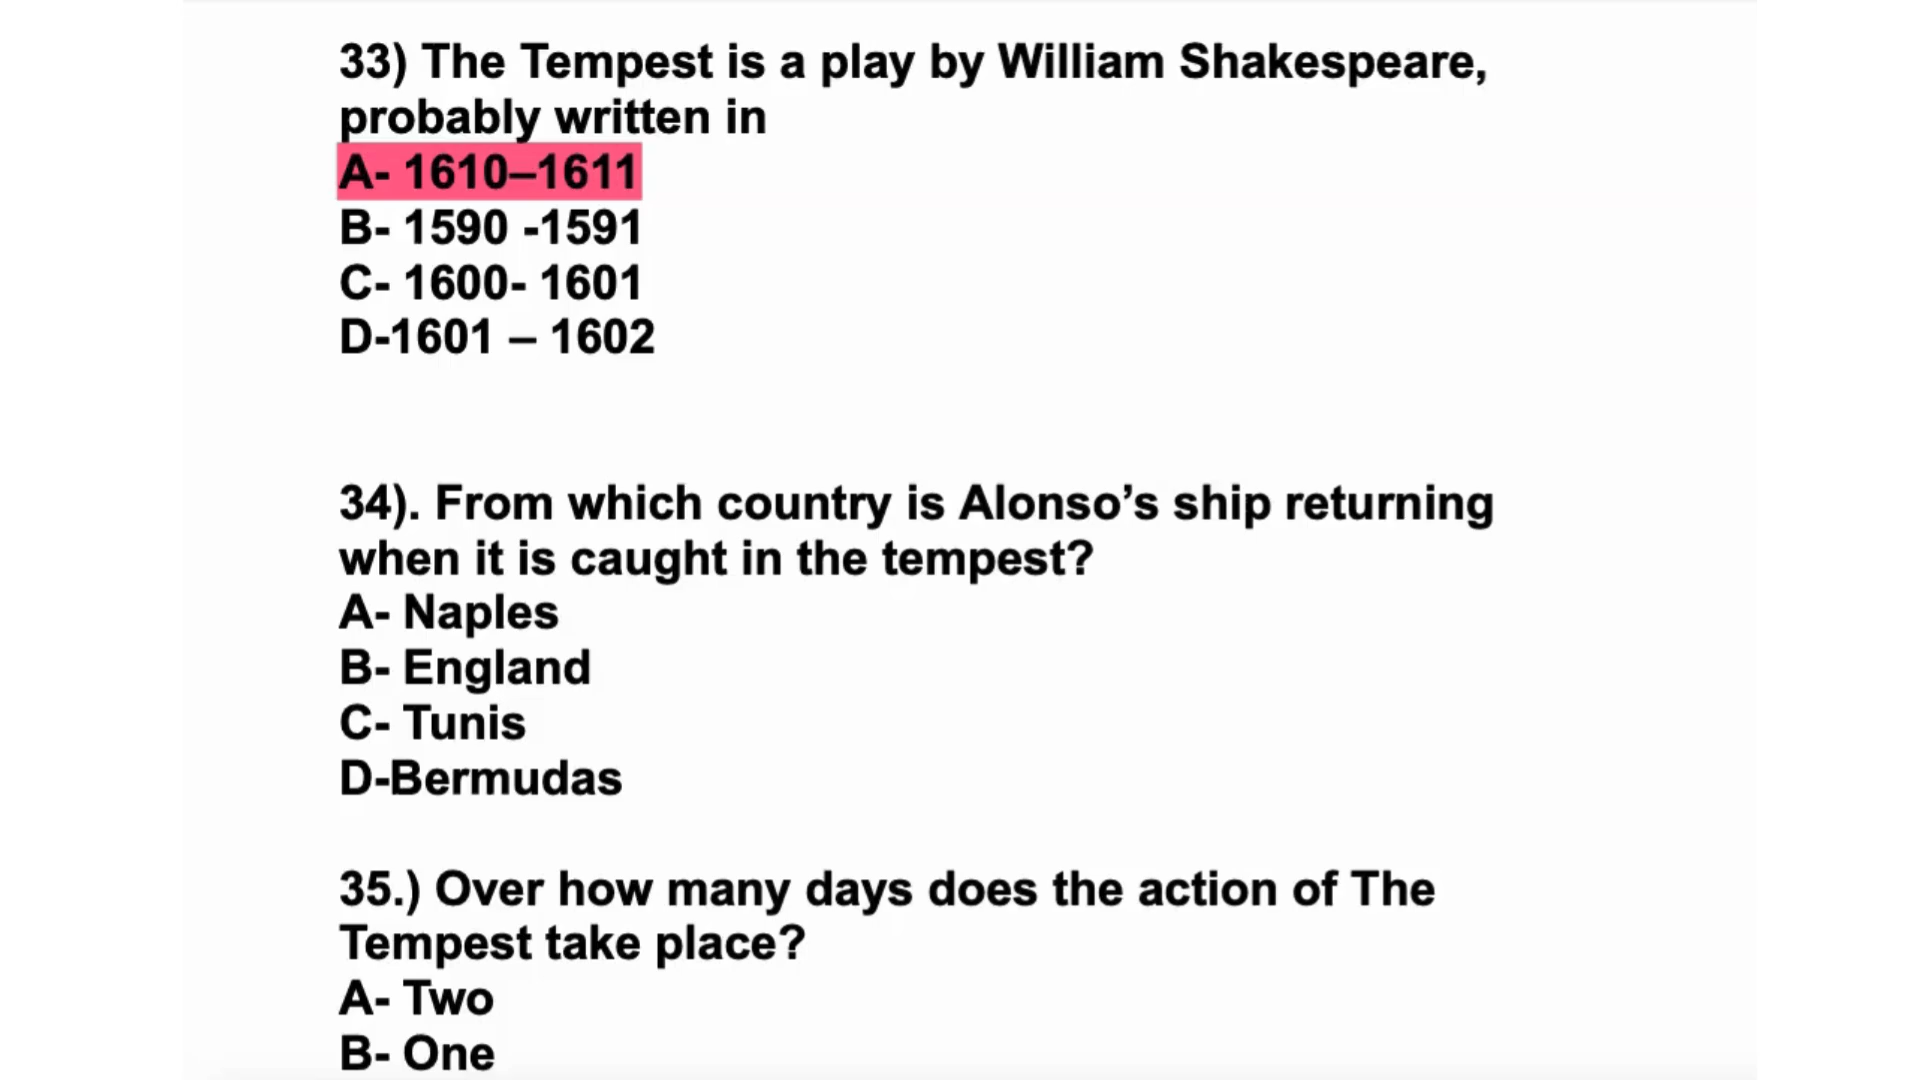 33) The Tempest is a play by William Shakespeare,
probably written in
A- 1610–1611
B- 1590 -1591
C- 1600- 1601
D-1601 – 1602
34). From which country is Alonso’s ship returning
when it is caught in the tempest?
A- Naples
B- England
C- Tunis
D-Bermudas
35.) Over how many days does the action of The
Tempest take place?
A- Two
B- One